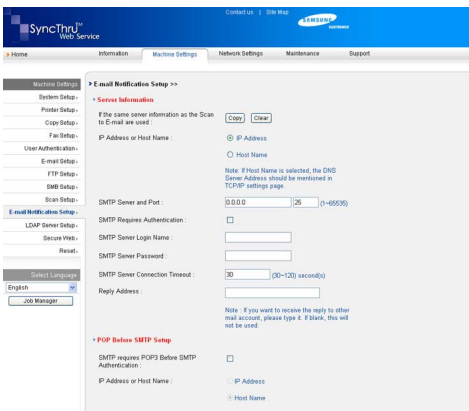 Contact us | Site Map
SAMSUNG
ELECTRONICS
SyncThru™
Web Service
Home
Information
Machine Settings
Network Settings
Maintenance
Support
Machine Settings
System Setup
Printer Setup
Copy Setup
Fax Setup
User Authentication
E-mail Setup
FTP Setup
SMB Setup
Scan Setup
E-mail Notification Setup
LDAP Server Setup
Secure Web
Reset
Select Language
English
Job Manager
E-mail Notification Setup >>
Server Information
If the same server information as the Scan
to E-mail are used :
Copy
Clear
IP Address or Host Name :
IP Address
Host Name
Note: If Host Name is selected, the DNS
Server Address should be mentioned in
TCP/IP settings page.
SMTP Server and Port :
0.0.0.0
25
(1~65535)
SMTP Requires Authentication :
SMTP Server Login Name :
SMTP Server Password :
SMTP Server Connection Timeout :
30
(30~120) second(s)
Reply Address :
Note : If you want to receive the reply to other
mail account, please type it. If blank, this will
not be used.
POP Before SMTP Setup
SMTP requires POP3 Before SMTP
Authentication :
IP Address or Host Name :
IP Address
Host Name